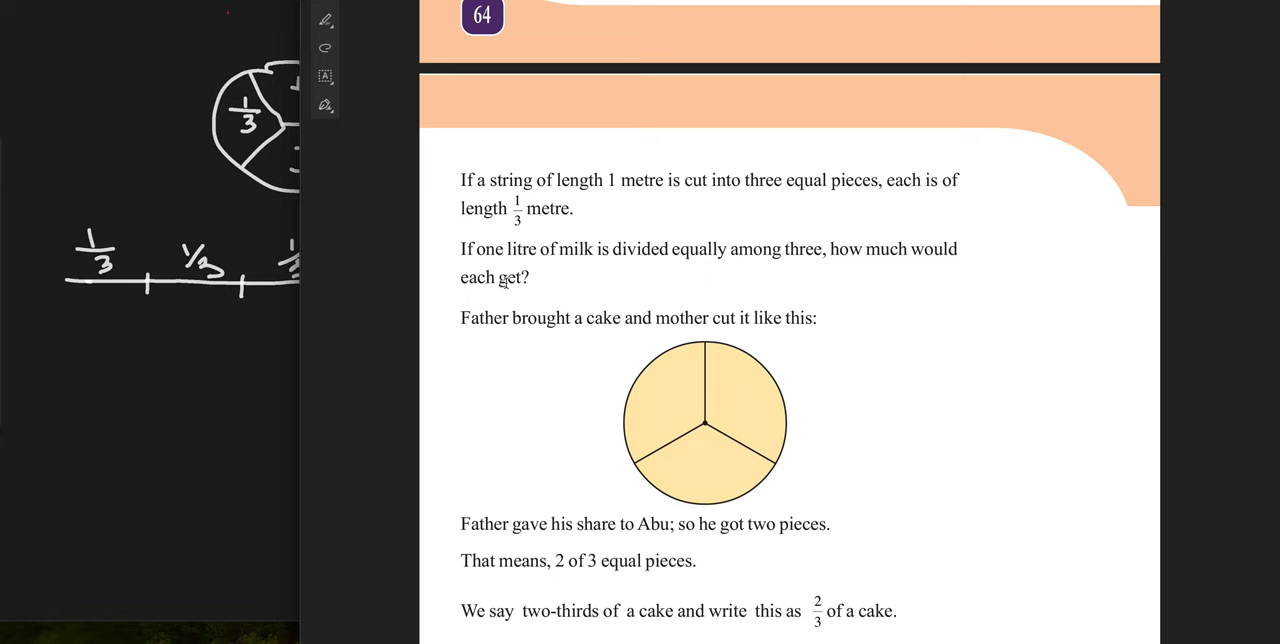 64
1/3
1/3
1/3
If a string of length 1 metre is cut into three equal pieces, each is of
length 1/3 metre.
If one litre of milk is divided equally among three, how much would
each get?
Father brought a cake and mother cut it like this:
Father gave his share to Abu; so he got two pieces.
That means, 2 of 3 equal pieces.
We say two-thirds of a cake and write this as 2/3 of a cake.